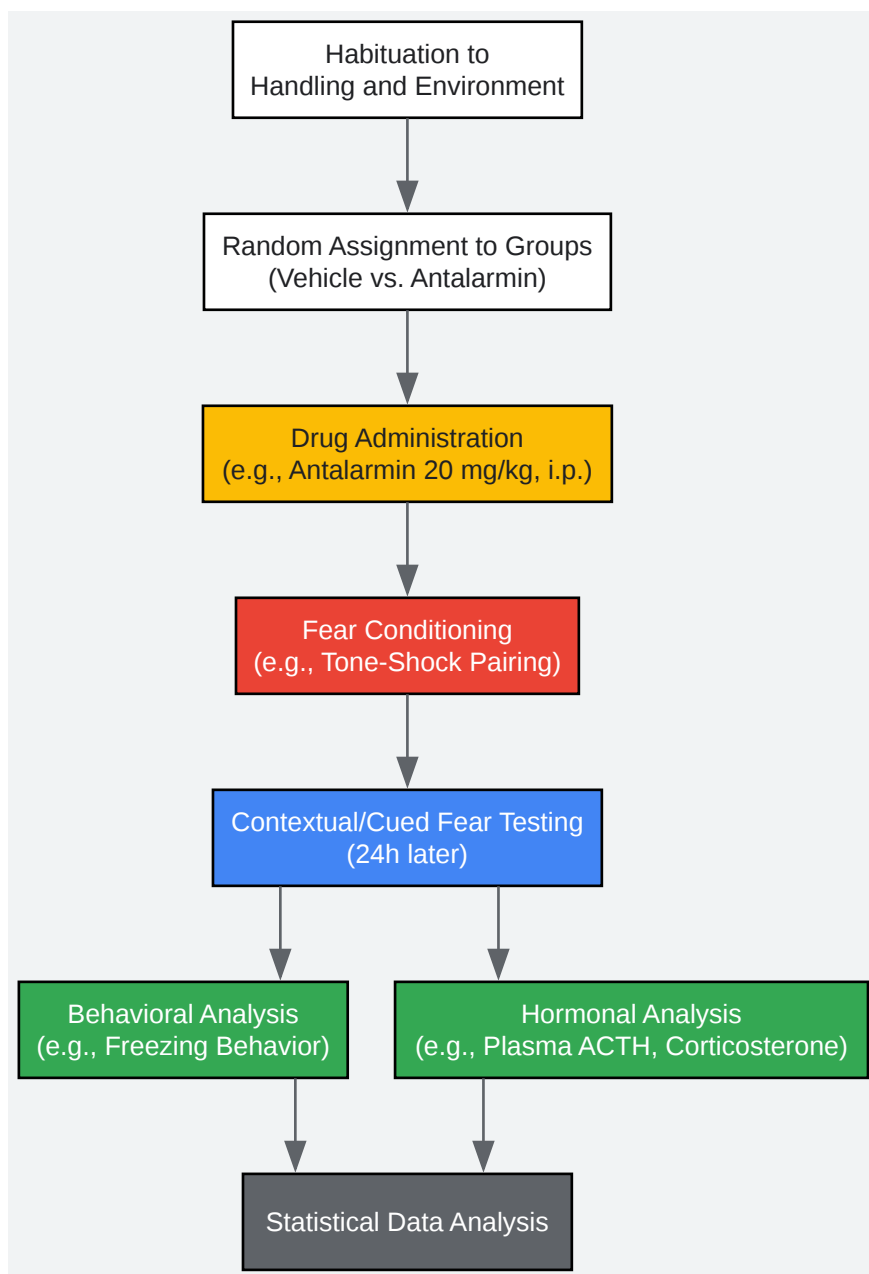 Habituation to
Handling and Environment
Random Assignment to Groups
(Vehicle vs. Antalarmin)
Drug Administration
(e.g., Antalarmin 20 mg/kg, i.p.)
Fear Conditioning
(e.g., Tone-Shock Pairing)
Contextual/Cued Fear Testing
(24h later)
Behavioral Analysis
(e.g., Freezing Behavior)
Hormonal Analysis
(e.g., Plasma ACTH, Corticosterone)
Statistical Data Analysis